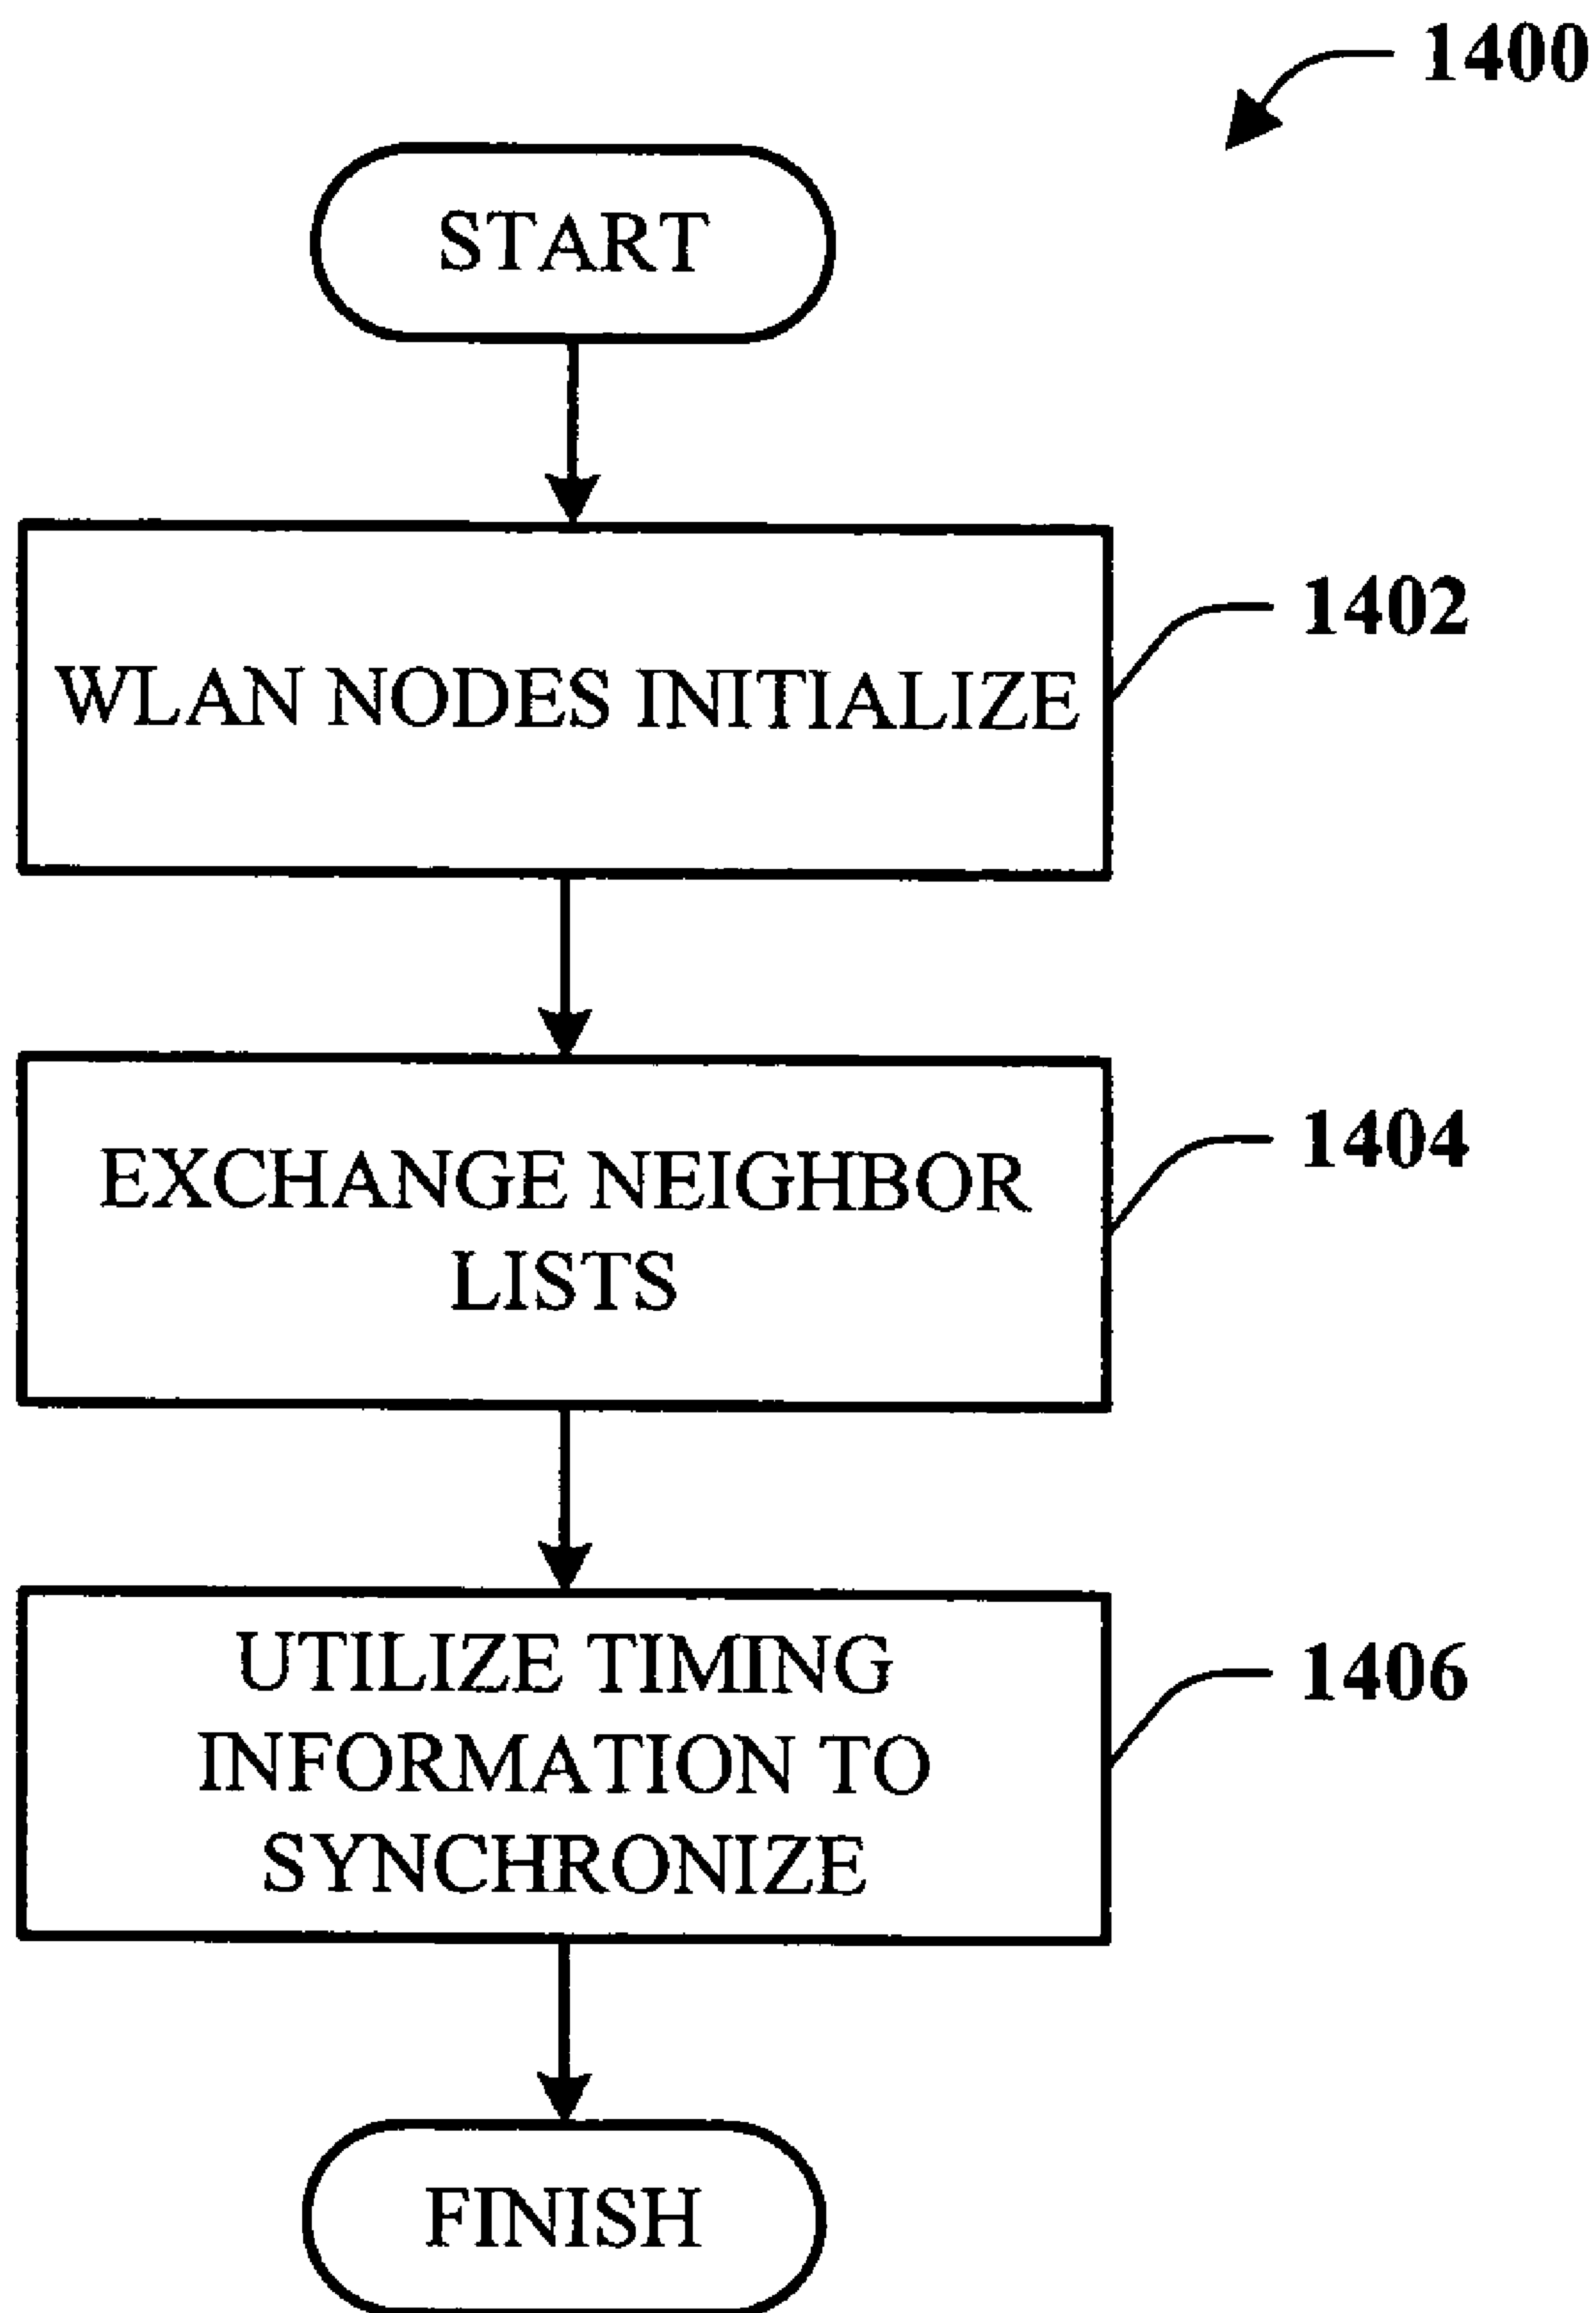 1400
START
WLAN NODES INITIALIZE
1402
EXCHANGE NEIGHBOR
LISTS
1404
UTILIZE TIMING
INFORMATION TO
SYNCHRONIZE
1406
FINISH